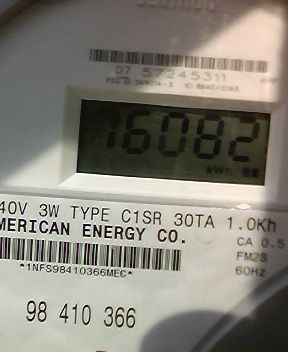 07 57245311
16082
kWh
40V 3W TYPE C1SR 30TA 1.0Kh
MERICAN ENERGY CO.
CA 0.5
*1NFS98410366MEC*
FM2S
60Hz
98 410 366